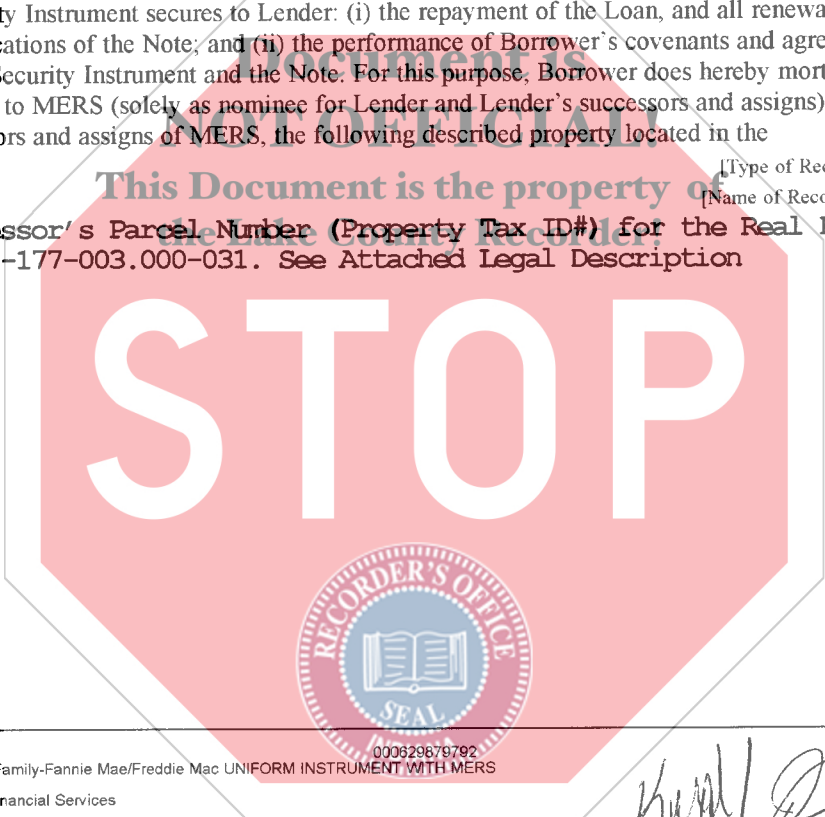 ty Instrument secures to Lender: (i) the repayment of the Loan, and all renewa
cations of the Note; and (ii) the performance of Borrower's covenants and agre
Security Instrument and the Note. For this purpose, Borrower does hereby mort
to MERS (solely as nominee for Lender and Lender's successors and assigns)
ors and assigns of MERS, the following described property located in the
Document is
NOT OFFICIAL!
This Document is the property of
the Lake County Recorder!
[Type of Rec
[Name of Reco
ssor's Parcel Number (Property Tax ID#) for the Real
-177-003.000-031. See Attached Legal Description
STOP
RECORDER'S OFFICE
SEAL
INDIANA
000629879792
Family-Fannie Mae/Freddie Mac UNIFORM INSTRUMENT WITH MERS
nancial Services